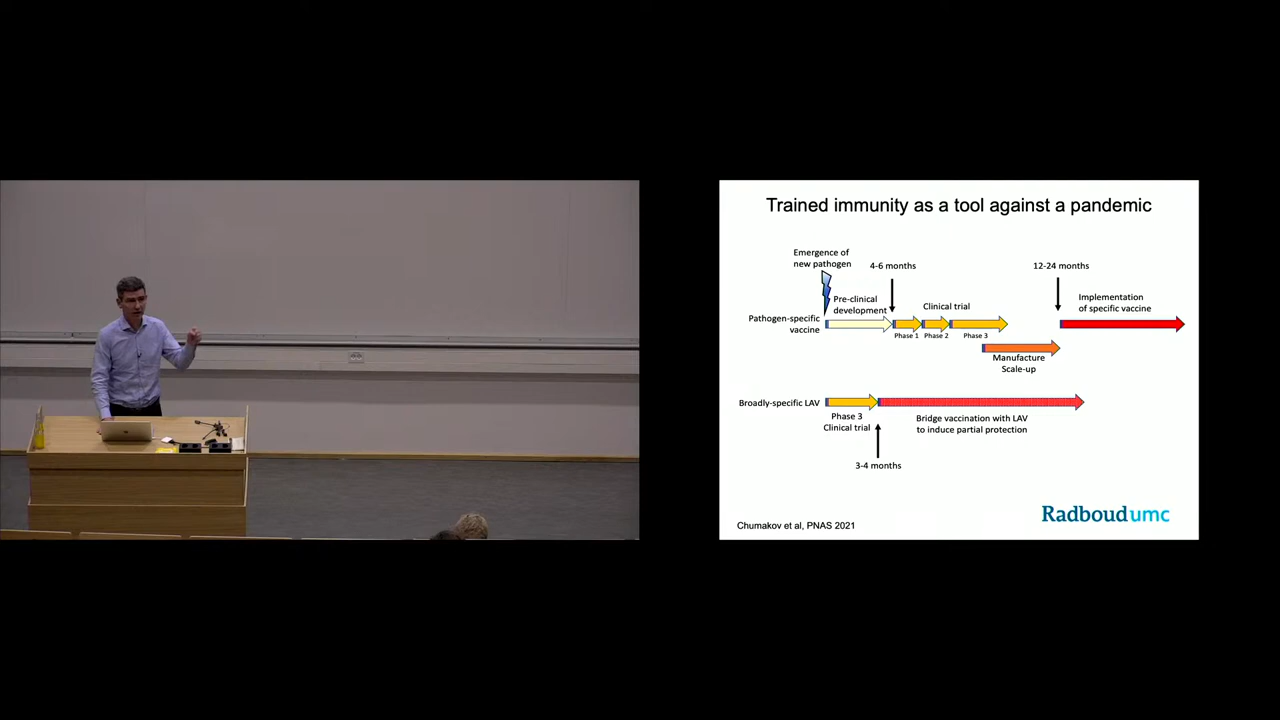 Trained immunity as a tool against a pandemic
Emergence of
new pathogen
4-6 months
12-24 months
Pre-clinical
development
Clinical trial
Implementation
of specific vaccine
Pathogen-specific
vaccine
Phase 1
Phase 2
Phase 3
Manufacture
Scale-up
Broadly-specific LAV
Phase 3
Clinical trial
Bridge vaccination with LAV
to induce partial protection
3-4 months
Chumakov et al, PNAS 2021
Radboudumc